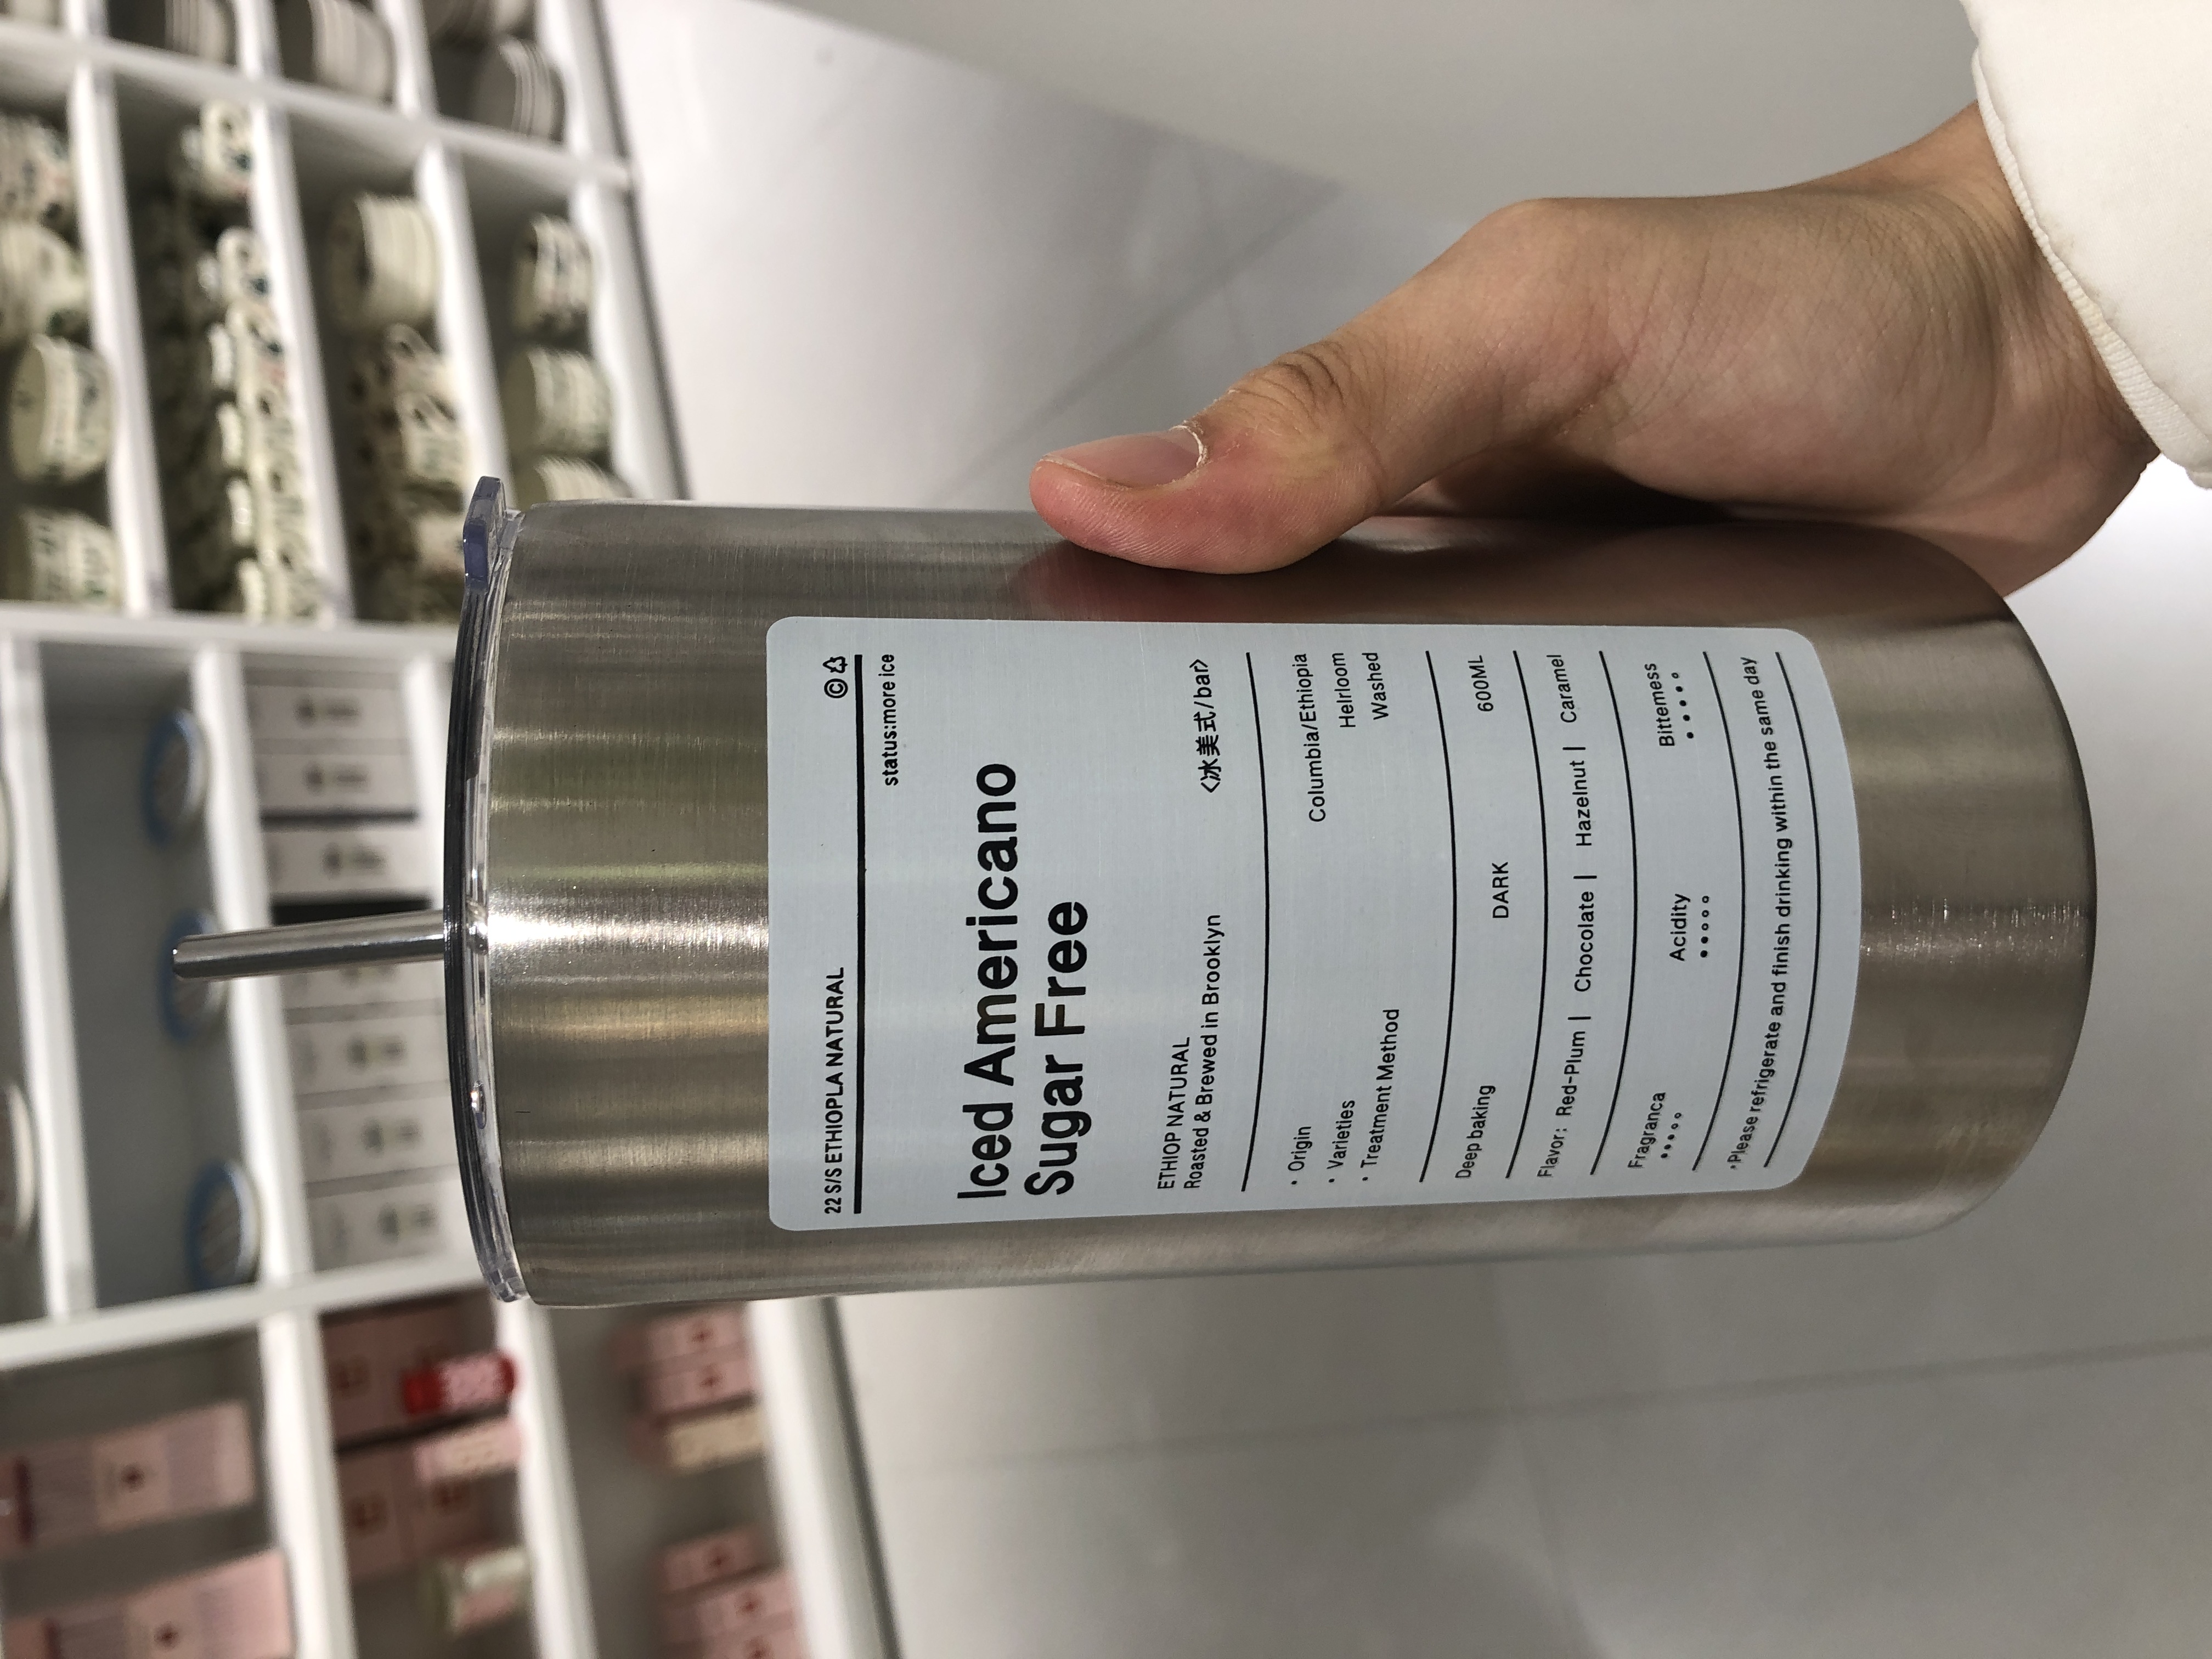 22 S/S ETHIOPLA NATURAL ©
status:more ice
Iced Americano
Sugar Free
ETHIOP NATURAL
Roasted & Brewed in Brooklyn <冰美式/bar>
· Origin Columbia/Ethiopia
· Varieties Helrloom
· Treatment Method Washed
Deep baking DARK 600ML
Flavor: Red-Plum | Chocolate | Hazelnut | Caramel
Fragranca Acidity Bitterness
·Please refrigerate and finish drinking within the same day